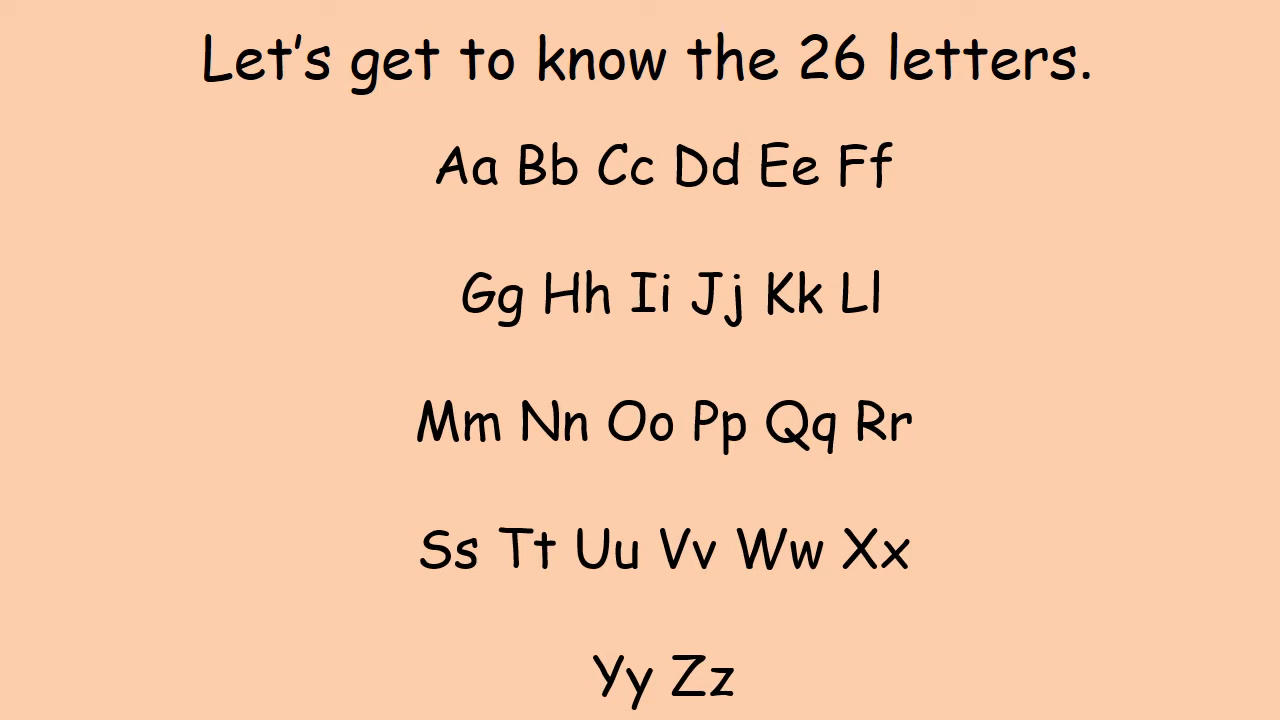 Let's get to know the 26 letters.
Aa Bb Cc Dd Ee Ff
Gg Hh Ii Jj Kk Ll
Mm Nn Oo Pp Qq Rr
Ss Tt Uu Vv Ww Xx
Yy Zz